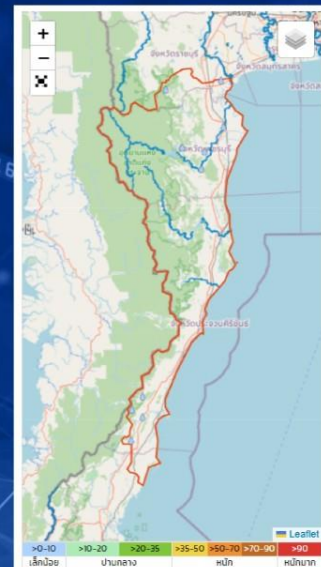 +
−
จังหวัดราชบุรี
จังหวัดสมุทรสาคร
จังหวัดเพชรบุรี
จังหวัดประจวบคีรีขันธ์
Leaflet
>0-10 >10-20 >20-35 >35-50 >50-70 >70-90 >90
เล็กน้อย ปานกลาง หนัก หนักมาก